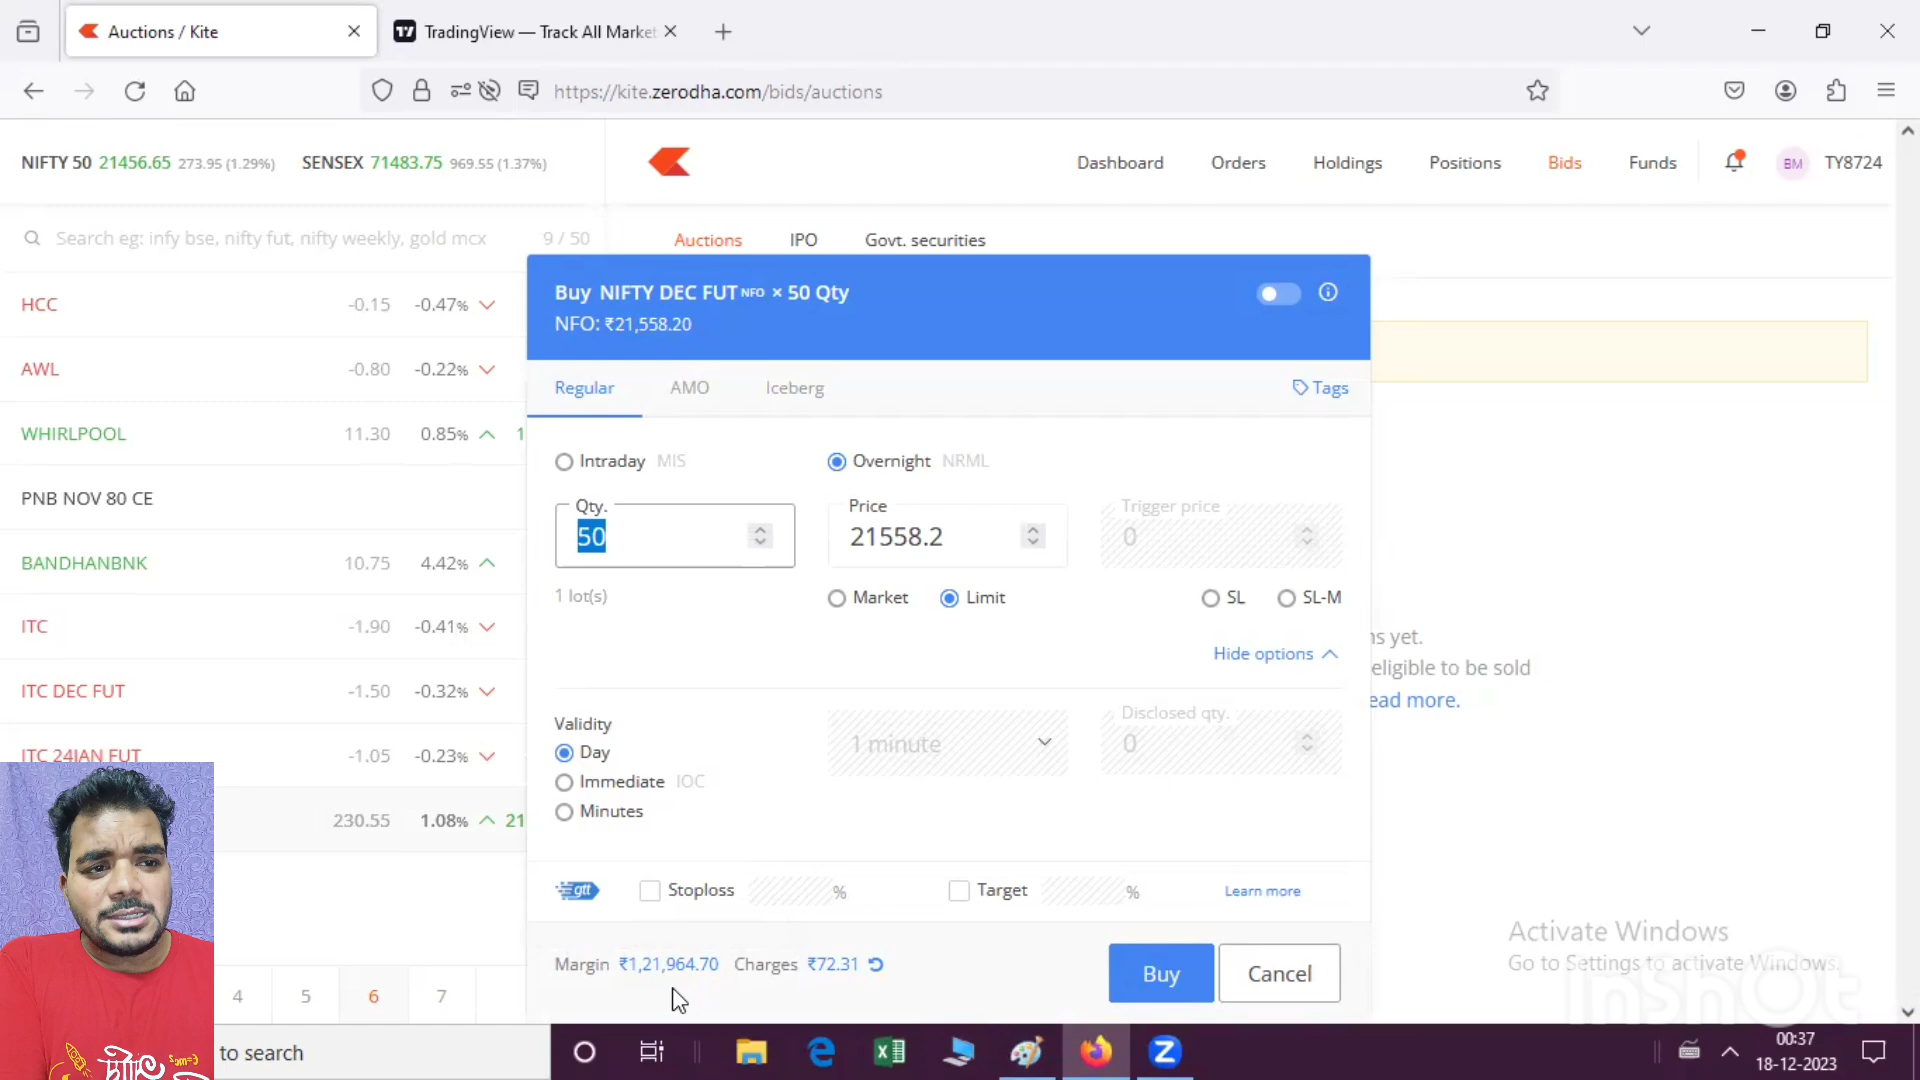 Auctions / Kite
TradingView — Track All Market
https://kite.zerodha.com/bids/auctions
NIFTY 50 21456.65 273.95 (1.29%) SENSEX 71483.75 969.55 (1.37%)
Dashboard Orders Holdings Positions Bids Funds BM TY8724
Search eg: infy bse, nifty fut, nifty weekly, gold mcx 9 / 50
Auctions IPO Govt. securities
HCC -0.15 -0.47%
AWL -0.80 -0.22%
WHIRLPOOL 11.30 0.85% 1
PNB NOV 80 CE
BANDHANBNK 10.75 4.42%
ITC -1.90 -0.41%
ITC DEC FUT -1.50 -0.32%
ITC 24JAN FUT -1.05 -0.23%
230.55 1.08% 21
4 5 6 7
Buy NIFTY DEC FUT NFO × 50 Qty
NFO: ₹21,558.20
Regular AMO Iceberg Tags
Intraday MIS Overnight NRML
Qty. Price Trigger price
50 21558.2 0
1 lot(s) Market Limit SL SL-M
Hide options
Validity Disclosed qty.
Day 1 minute 0
Immediate IOC
Minutes
gtt Stoploss % Target % Learn more
Margin ₹1,21,964.70 Charges ₹72.31 Buy Cancel
ns yet.
eligible to be sold
ead more.
Activate Windows
Go to Settings to activate Windows.
InShOt
to search
00:37
18-12-2023